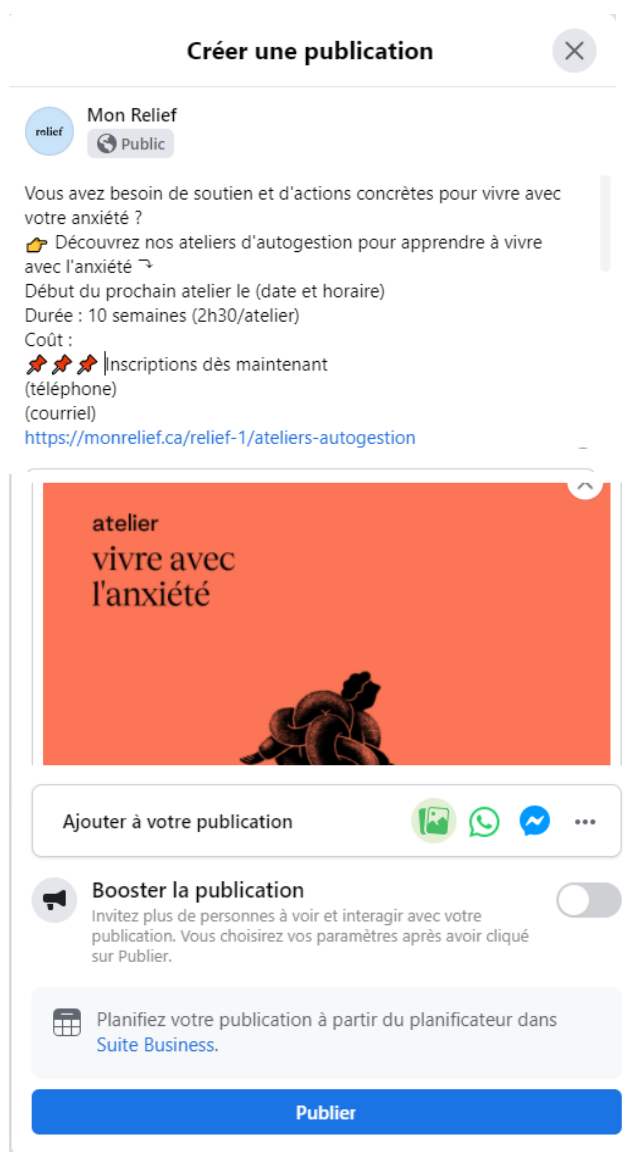 Créer une publication
relief
Mon Relief
Public
Vous avez besoin de soutien et d'actions concrètes pour vivre avec
votre anxiété ?
👉 Découvrez nos ateliers d'autogestion pour apprendre à vivre
avec l'anxiété ⤵
Début du prochain atelier le (date et horaire)
Durée : 10 semaines (2h30/atelier)
Coût :
📌📌📌 Inscriptions dès maintenant
(téléphone)
(courriel)
https://monrelief.ca/relief-1/ateliers-autogestion
atelier
vivre avec
l'anxiété
Ajouter à votre publication
Booster la publication
Invitez plus de personnes à voir et interagir avec votre
publication. Vous choisirez vos paramètres après avoir cliqué
sur Publier.
Planifiez votre publication à partir du planificateur dans
Suite Business.
Publier